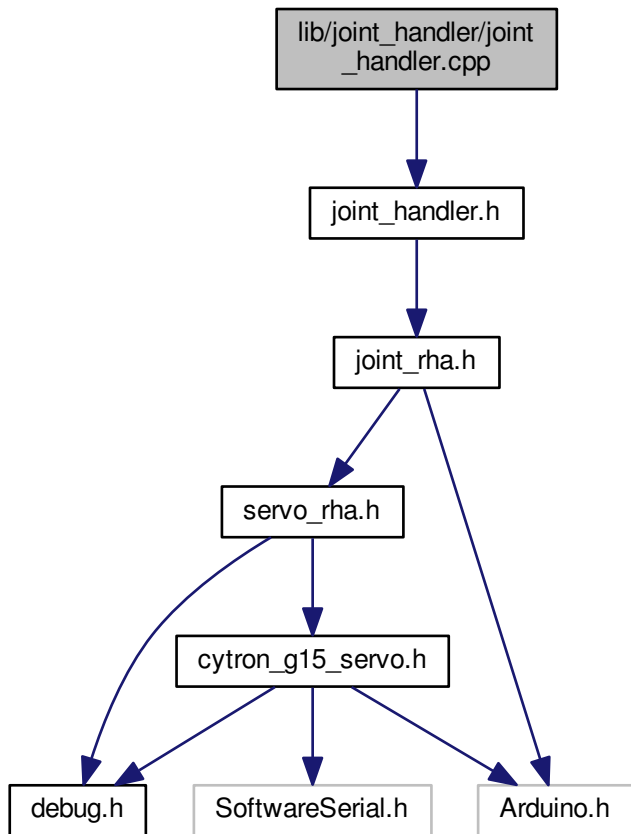 lib/joint_handler/joint
_handler.cpp
joint_handler.h
joint_rha.h
servo_rha.h
cytron_g15_servo.h
debug.h
SoftwareSerial.h
Arduino.h